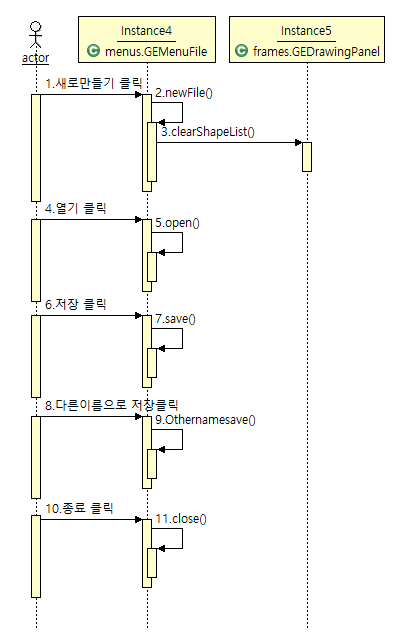 Instance4
C menus.GEMenuFile
Instance5
C frames.GEDrawingPanel
actor
1.새로만들기 클릭
2.newFile()
3.clearShapeList()
4.열기 클릭
5.open()
6.저장 클릭
7.save()
8.다른이름으로 저장클릭
9.Othernamesave()
10.종료 클릭
11.close()